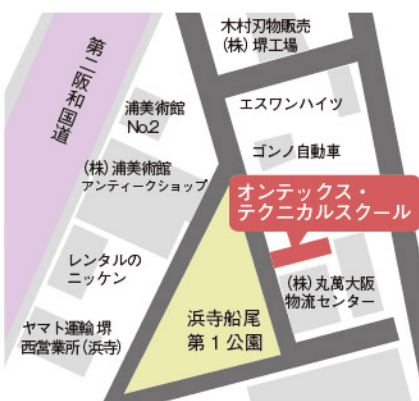 木村刃物販売
(株)堺工場
第二阪和国道
浦美術館
No.2
エスワンハイツ
ゴンノ自動車
(株)浦美術館
アンティークショップ
オンテックス・
テクニカルスクール
レンタルの
ニッケン
(株)丸萬大阪
物流センター
浜寺船尾
第1公園
ヤマト運輸 堺
西営業所(浜寺)